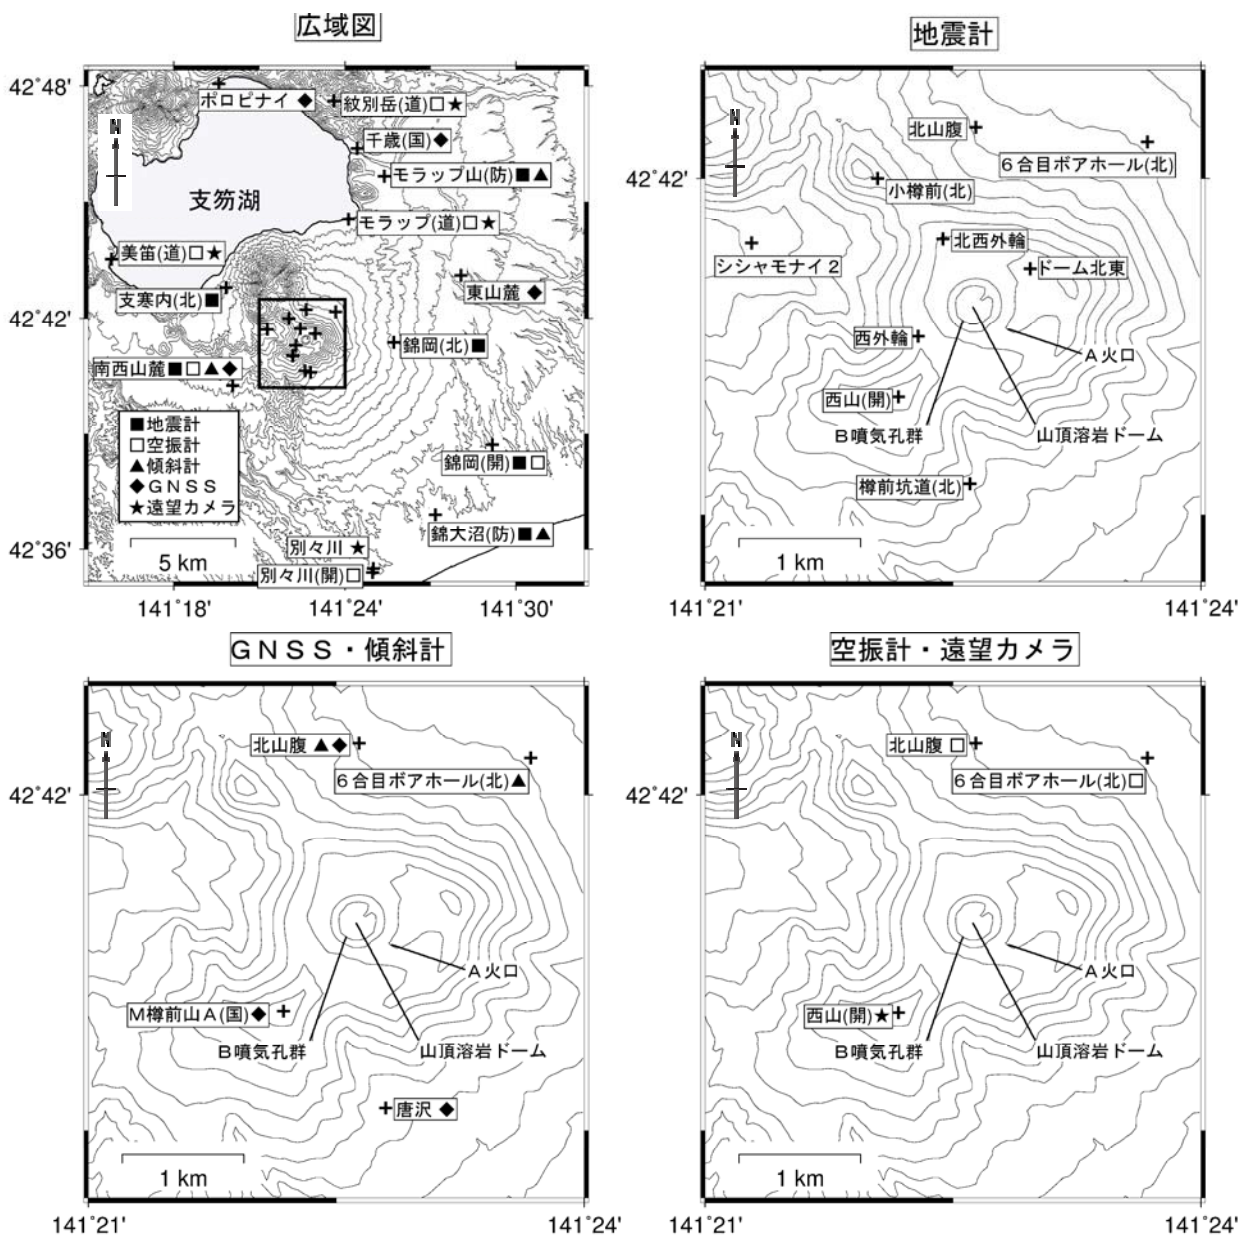 広域図
42°48'
42°42'
42°36'
141°18'
141°24'
141°30'
N
ポロピナイ ◆
紋別岳(道)□★
千歳(国)◆
モラップ山(防)■▲
支笏湖
モラップ(道)□★
美笛(道)□★
支寒内(北)■
東山麓 ◆
錦岡(北)■
南西山麓■□▲◆
■地震計
□空振計
▲傾斜計
◆GNSS
★遠望カメラ
錦岡(開)■□
錦大沼(防)■▲
別々川 ★
別々川(開)□
5 km
地震計
42°42'
141°21'
141°24'
N
北山腹
6合目ボアホール(北)
小樽前(北)
北西外輪
シシャモナイ2
ドーム北東
西外輪
A火口
西山(開)
B噴気孔群
山頂溶岩ドーム
樽前坑道(北)
1 km
GNSS・傾斜計
42°42'
141°21'
141°24'
N
北山腹 ▲◆
6合目ボアホール(北)▲
A火口
M樽前山A(国)◆
B噴気孔群
山頂溶岩ドーム
唐沢 ◆
1 km
空振計・遠望カメラ
42°42'
141°21'
141°24'
N
北山腹 □
6合目ボアホール(北)□
A火口
西山(開)★
B噴気孔群
山頂溶岩ドーム
1 km